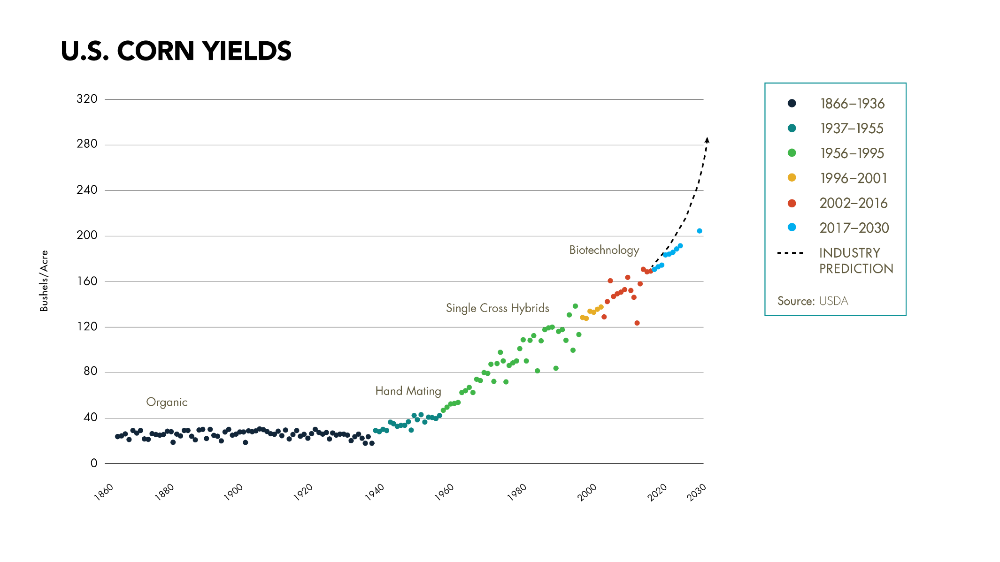 U.S. CORN YIELDS
320
280
240
200
160
120
80
40
0
Bushels/Acre
Organic
Hand Mating
Single Cross Hybrids
Biotechnology
1860
1880
1900
1920
1940
1960
1980
2000
2020
2030
1866–1936
1937–1955
1956–1995
1996–2001
2002–2016
2017–2030
INDUSTRY
PREDICTION
Source: USDA